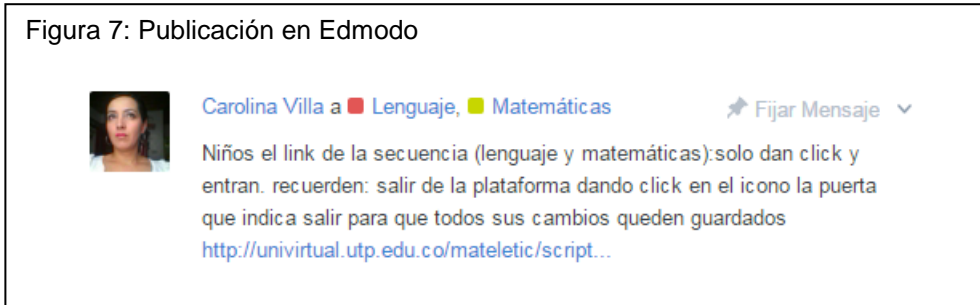 Figura 7: Publicación en Edmodo
Carolina Villa a Lenguaje, Matemáticas Fijar Mensaje
Niños el link de la secuencia (lenguaje y matemáticas):solo dan click y
entran. recuerden: salir de la plataforma dando click en el icono la puerta
que indica salir para que todos sus cambios queden guardados
http://univirtual.utp.edu.co/mateletic/script...